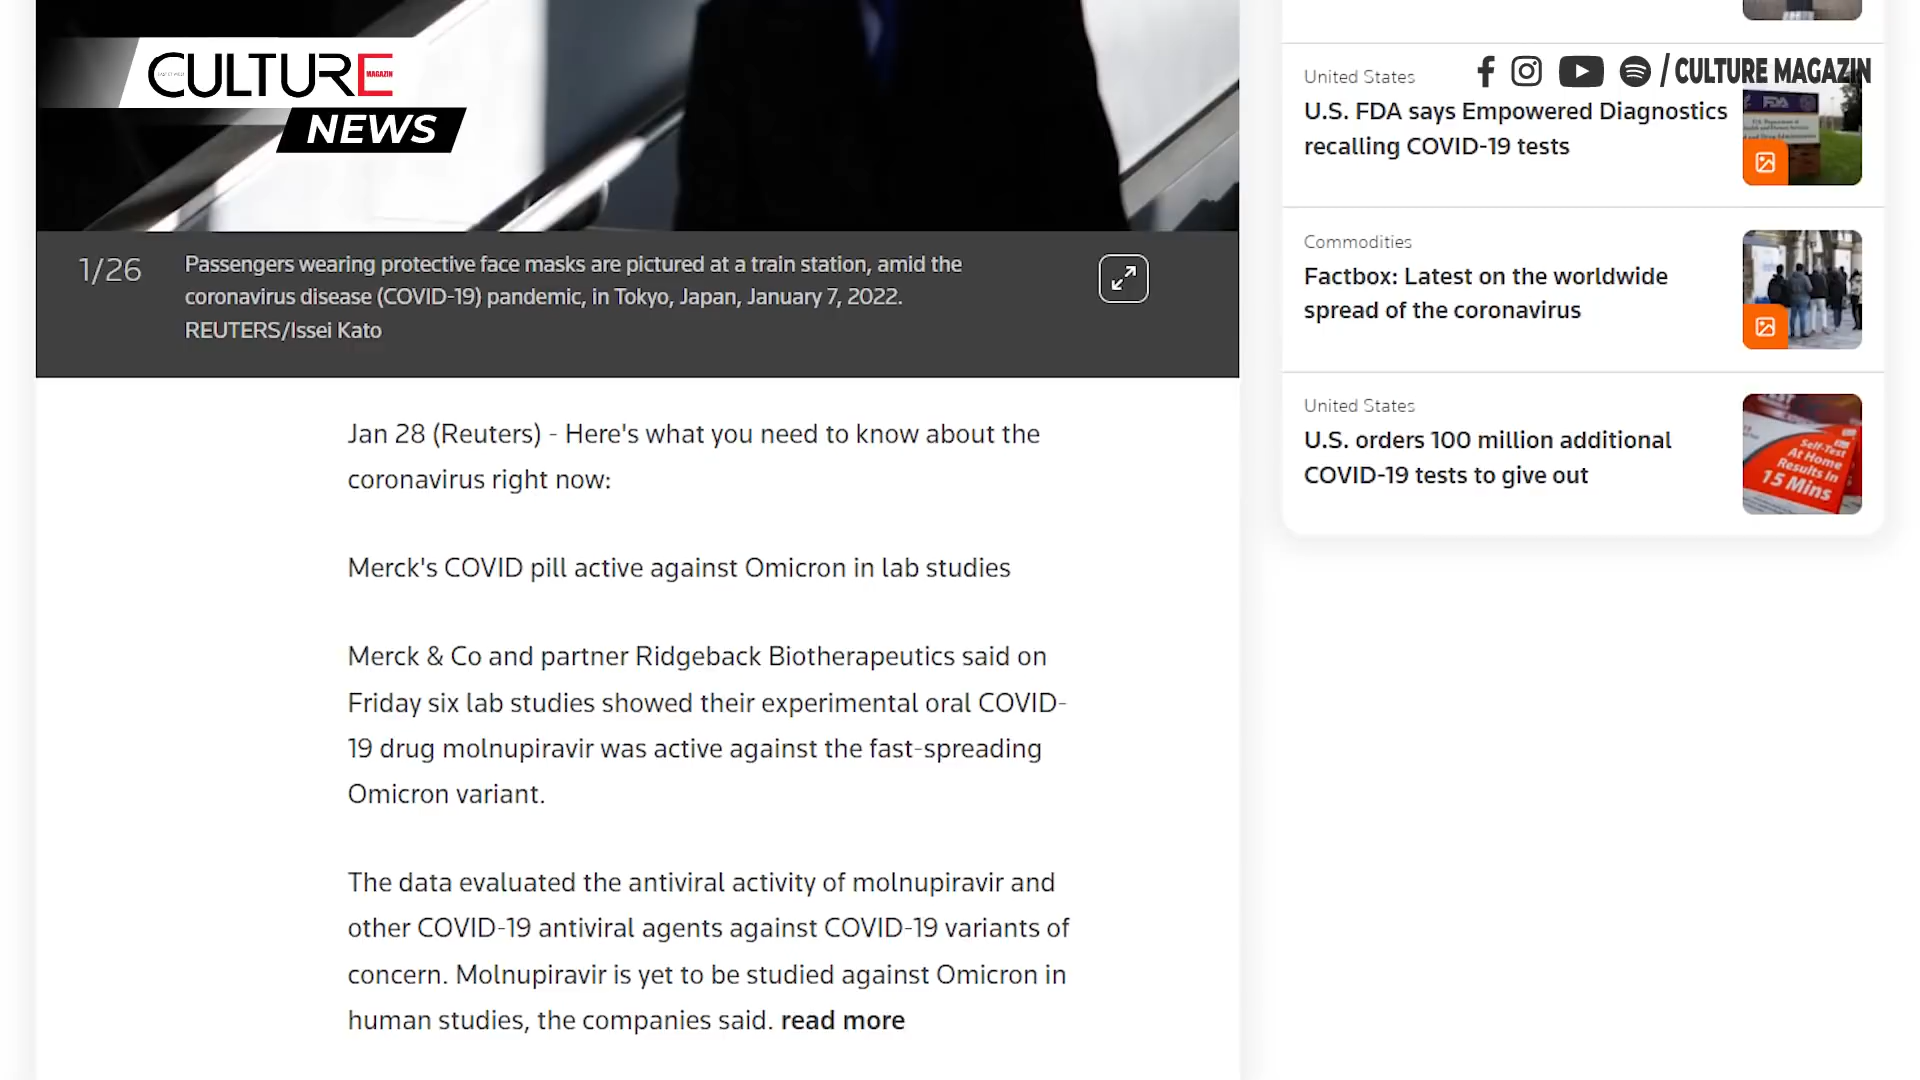 CULTURE
MAGAZIN
NEWS
/ CULTURE MAGAZIN
1/26
Passengers wearing protective face masks are pictured at a train station, amid the
coronavirus disease (COVID-19) pandemic, in Tokyo, Japan, January 7, 2022.
REUTERS/Issei Kato
Jan 28 (Reuters) - Here's what you need to know about the
coronavirus right now:
Merck's COVID pill active against Omicron in lab studies
Merck & Co and partner Ridgeback Biotherapeutics said on
Friday six lab studies showed their experimental oral COVID-
19 drug molnupiravir was active against the fast-spreading
Omicron variant.
The data evaluated the antiviral activity of molnupiravir and
other COVID-19 antiviral agents against COVID-19 variants of
concern. Molnupiravir is yet to be studied against Omicron in
human studies, the companies said. read more
United States
U.S. FDA says Empowered Diagnostics
recalling COVID-19 tests
FDA
Commodities
Factbox: Latest on the worldwide
spread of the coronavirus
United States
U.S. orders 100 million additional
COVID-19 tests to give out
Self-Test
At Home
Results in
15 Mins